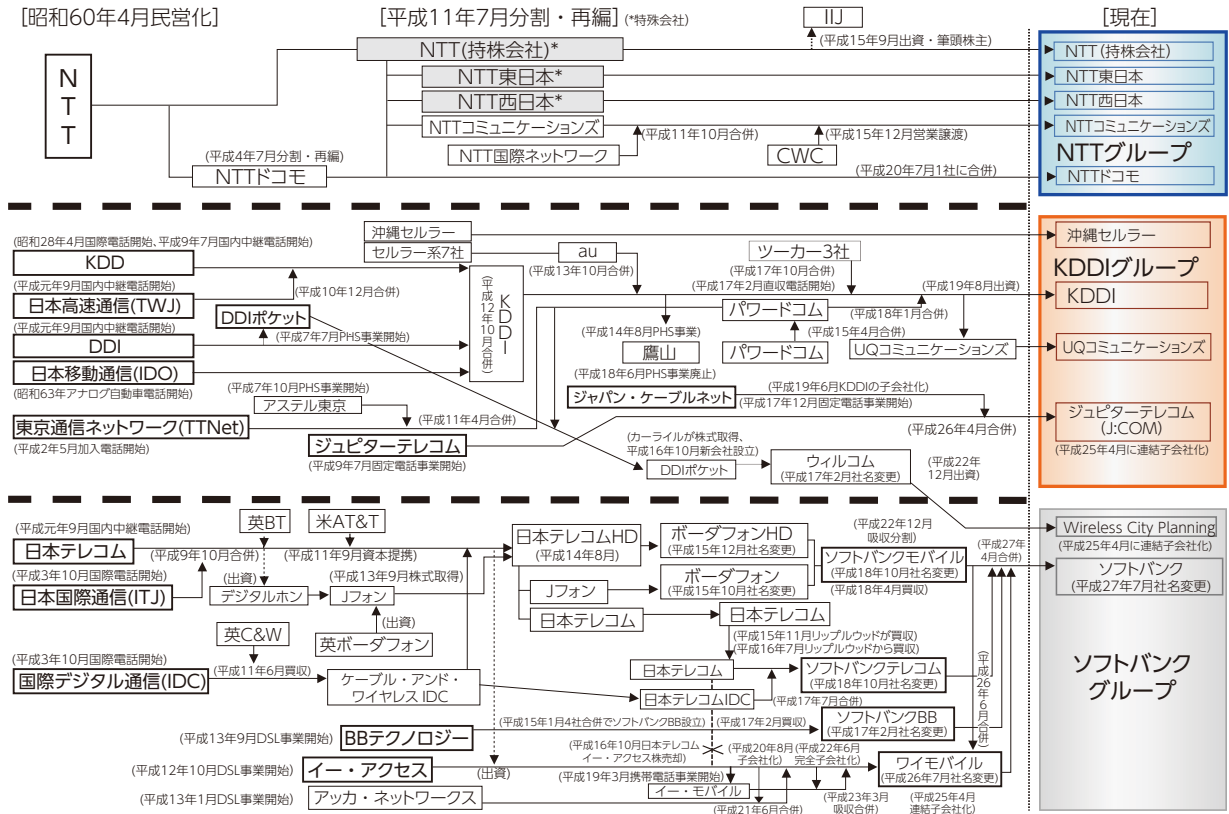 [昭和60年4月民営化]
[平成11年7月分割・再編] (*特殊会社)
[現在]
IIJ
(平成15年9月出資・筆頭株主)
NTT
NTT(持株会社)*
NTT東日本*
NTT西日本*
NTTコミュニケーションズ
(平成11年10月合併)
(平成15年12月営業譲渡)
NTT国際ネットワーク
CWC
(平成4年7月分割・再編)
NTTドコモ
(平成20年7月1社に合併)
NTT(持株会社)
NTT東日本
NTT西日本
NTTコミュニケーションズ
NTTグループ
NTTドコモ
(昭和28年4月国際電話開始、平成9年7月国内中継電話開始)
KDD
(平成元年9月国内中継電話開始)
日本高速通信(TWJ)
(平成10年12月合併)
(平成元年9月国内中継電話開始)
DDIポケット
(平成7年7月PHS事業開始)
DDI
日本移動通信(IDO)
(昭和63年アナログ自動車電話開始)
沖縄セルラー
セルラー系7社
au
(平成13年10月合併)
KDDI
(平成12年10月合併)
ツーカー3社
(平成17年10月合併)
(平成17年2月直収電話開始)
(平成19年8月出資)
パワードコム
(平成18年1月合併)
(平成14年8月PHS事業)
鷹山
(平成18年6月PHS事業廃止)
(平成15年4月合併)
パワードコム
UQコミュニケーションズ
(平成7年10月PHS事業開始)
アステル東京
(平成11年4月合併)
東京通信ネットワーク(TTNet)
(平成2年5月加入電話開始)
ジュピターテレコム
(平成9年7月固定電話事業開始)
ジャパン・ケーブルネット
(平成19年6月KDDIの子会社化)
(平成17年12月固定電話事業開始)
(平成26年4月合併)
(カーライルが株式取得、
平成16年10月新会社設立)
DDIポケット
ウィルコム
(平成17年2月社名変更)
(平成22年
12月出資)
沖縄セルラー
KDDIグループ
KDDI
UQコミュニケーションズ
ジュピターテレコム
(J:COM)
(平成25年4月に連結子会社化)
(平成元年9月国内中継電話開始)
英BT
米AT&T
日本テレコム
(平成9年10月合併)
(平成11年9月資本提携)
(平成3年10月国際電話開始)
日本国際通信(ITJ)
(出資)
デジタルホン
(平成13年9月株式取得)
Jフォン
(出資)
英ボーダフォン
英C&W
(平成3年10月国際電話開始)
国際デジタル通信(IDC)
(平成11年6月買収)
ケーブル・アンド・
ワイヤレス IDC
日本テレコムHD
(平成14年8月)
ボーダフォンHD
(平成15年12月社名変更)
Jフォン
ボーダフォン
(平成15年10月社名変更)
日本テレコム
日本テレコム
(平成22年12月
吸収分割)
ソフトバンクモバイル
(平成18年10月社名変更)
(平成18年4月買収)
(平成27年
4月合併)
(平成15年11月リップルウッドが買収)
(平成16年7月リップルウッドから買収)
日本テレコム
ソフトバンクテレコム
(平成18年10月社名変更)
日本テレコムIDC
(平成17年7月合併)
(平成26年6月合併)
(平成15年1月4社合併でソフトバンクBB設立)
(平成17年2月買収)
ソフトバンクBB
(平成17年2月社名変更)
(平成13年9月DSL事業開始)
BBテクノロジー
(平成16年10月日本テレコム
イー・アクセス株売却)
(平成20年8月
子会社化)
(平成22年6月
完全子会社化)
(平成12年10月DSL事業開始)
イー・アクセス
(出資)
(平成19年3月携帯電話事業開始)
イー・モバイル
ワイモバイル
(平成26年7月社名変更)
(平成13年1月DSL事業開始)
アッカ・ネットワークス
(平成21年6月合併)
(平成23年3月
吸収合併)
(平成25年4月
連結子会社化)
Wireless City Planning
(平成25年4月に連結子会社化)
ソフトバンク
(平成27年7月社名変更)
ソフトバンク
グループ